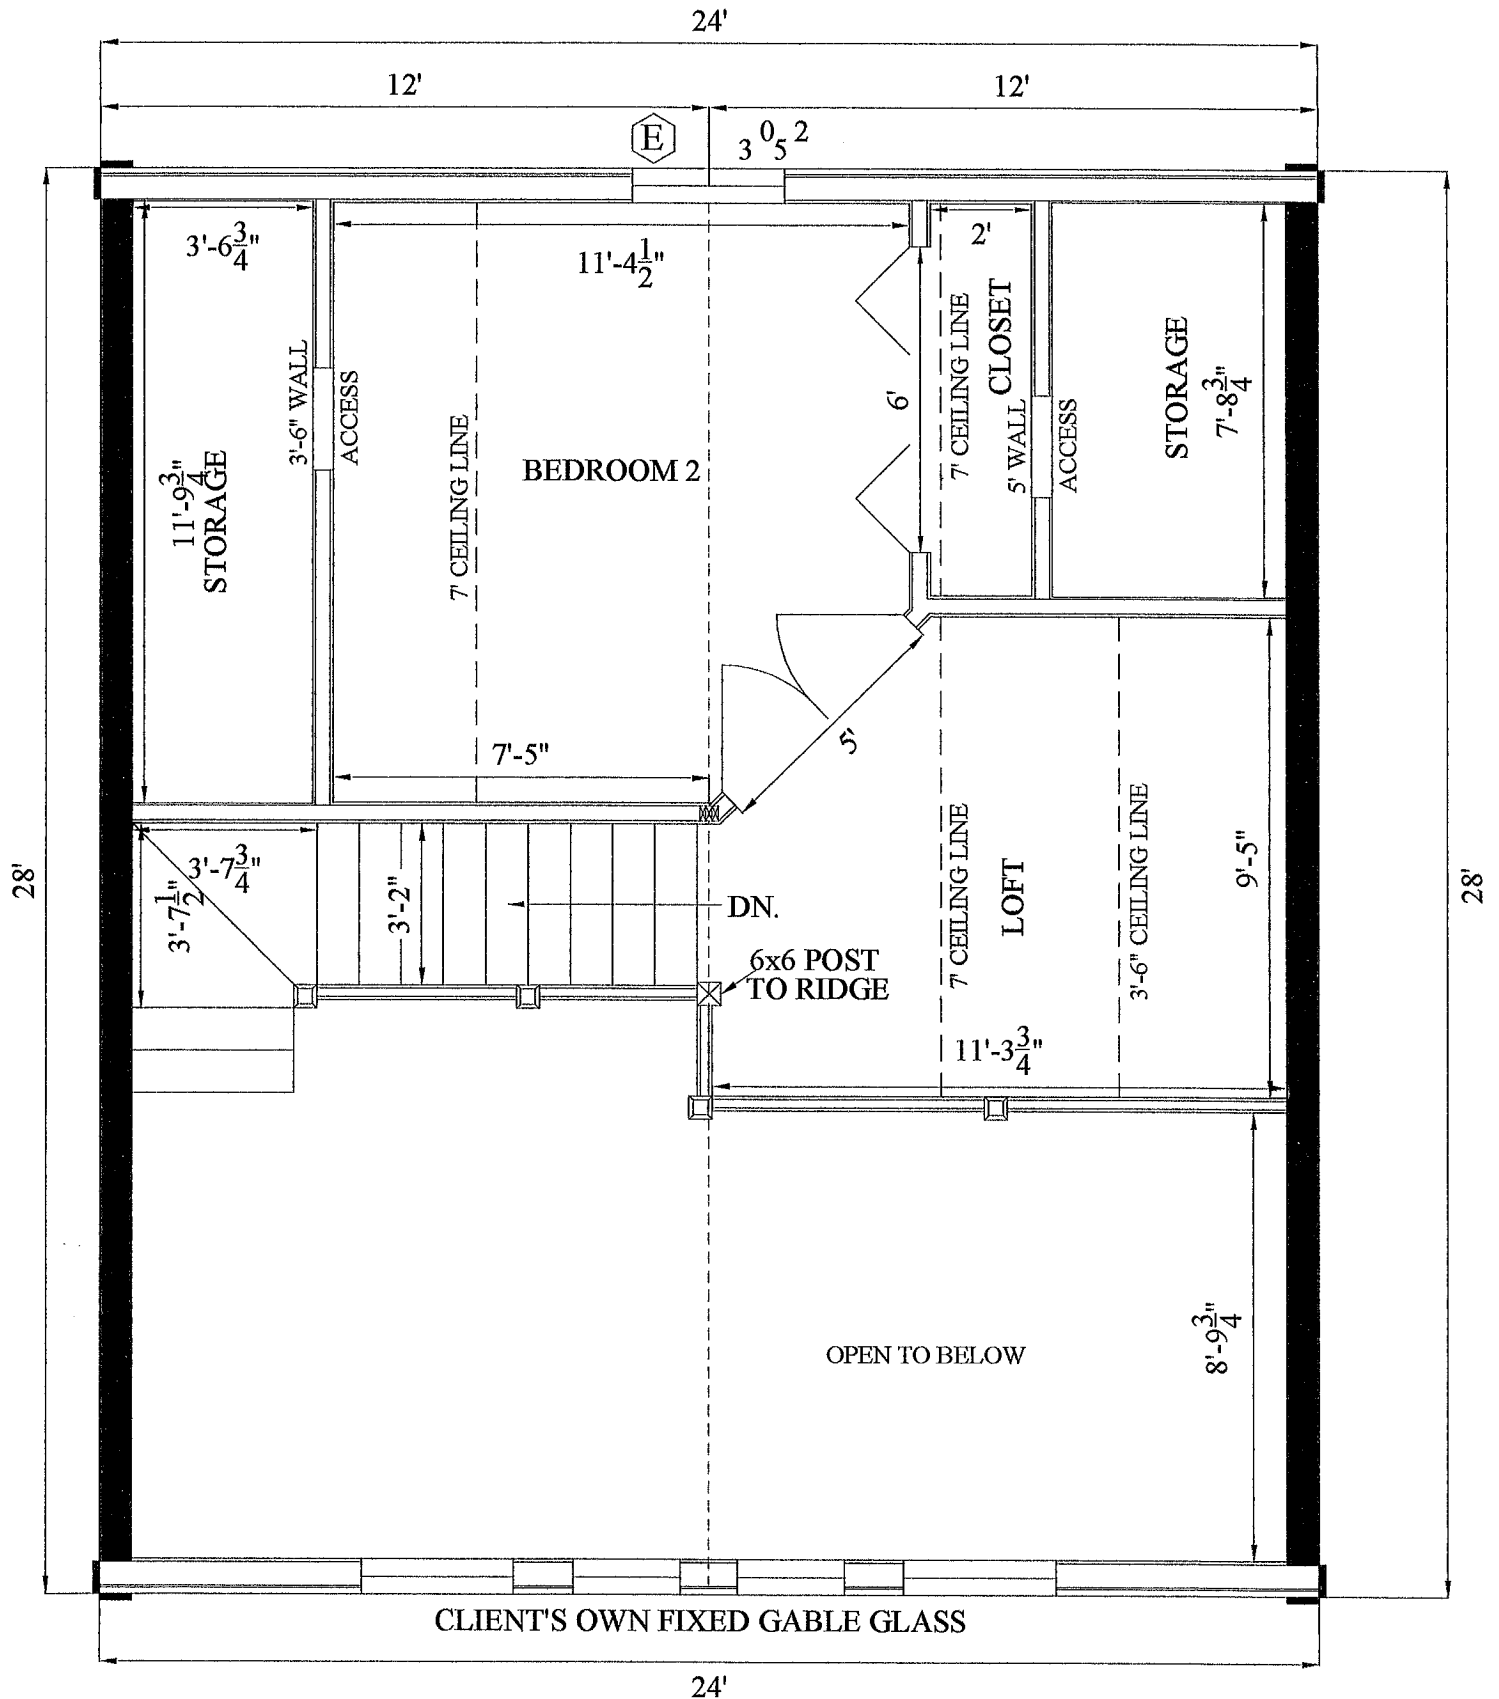 24'
12'
12'
E
3 0 5 2
3'-6 3/4"
11'-4 1/2"
2'
3'-6" WALL
ACCESS
7' CEILING LINE
BEDROOM 2
6'
7' CEILING LINE
CLOSET
5' WALL
ACCESS
STORAGE
7'-8 3/4"
11'-9 3/4"
STORAGE
7'-5"
5'
28'
28'
3'-7 3/4"
3'-7 1/2"
3'-2"
DN.
6x6 POST
TO RIDGE
7' CEILING LINE
LOFT
3'-6" CEILING LINE
9'-5"
11'-3 3/4"
OPEN TO BELOW
8'-9 3/4"
CLIENT'S OWN FIXED GABLE GLASS
24'